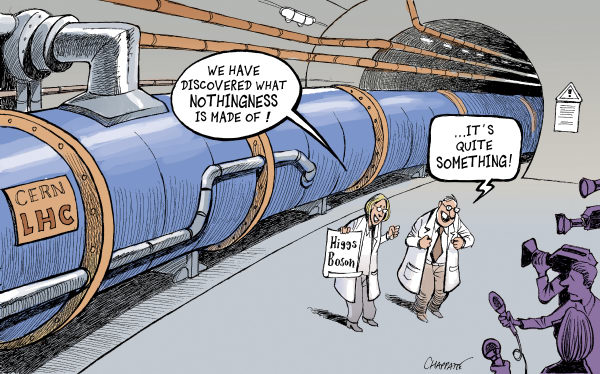 WE HAVE
DISCOVERED WHAT
NOTHINGNESS
IS MADE OF!
...IT'S
QUITE
SOMETHING!
CERN
LHC
Higgs
Boson
CHAPPATTE